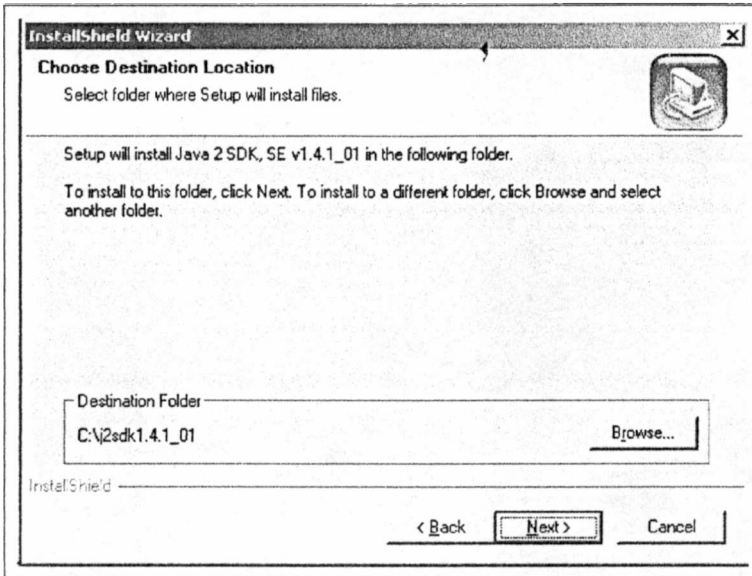 InstallShield Wizard
Choose Destination Location
Select folder where Setup will install files.
Setup will install Java 2 SDK, SE v1.4.1_01 in the following folder.
To install to this folder, click Next. To install to a different folder, click Browse and select
another folder.
Destination Folder
C:\j2sdk1.4.1_01
Browse...
InstallShield
< Back
Next >
Cancel